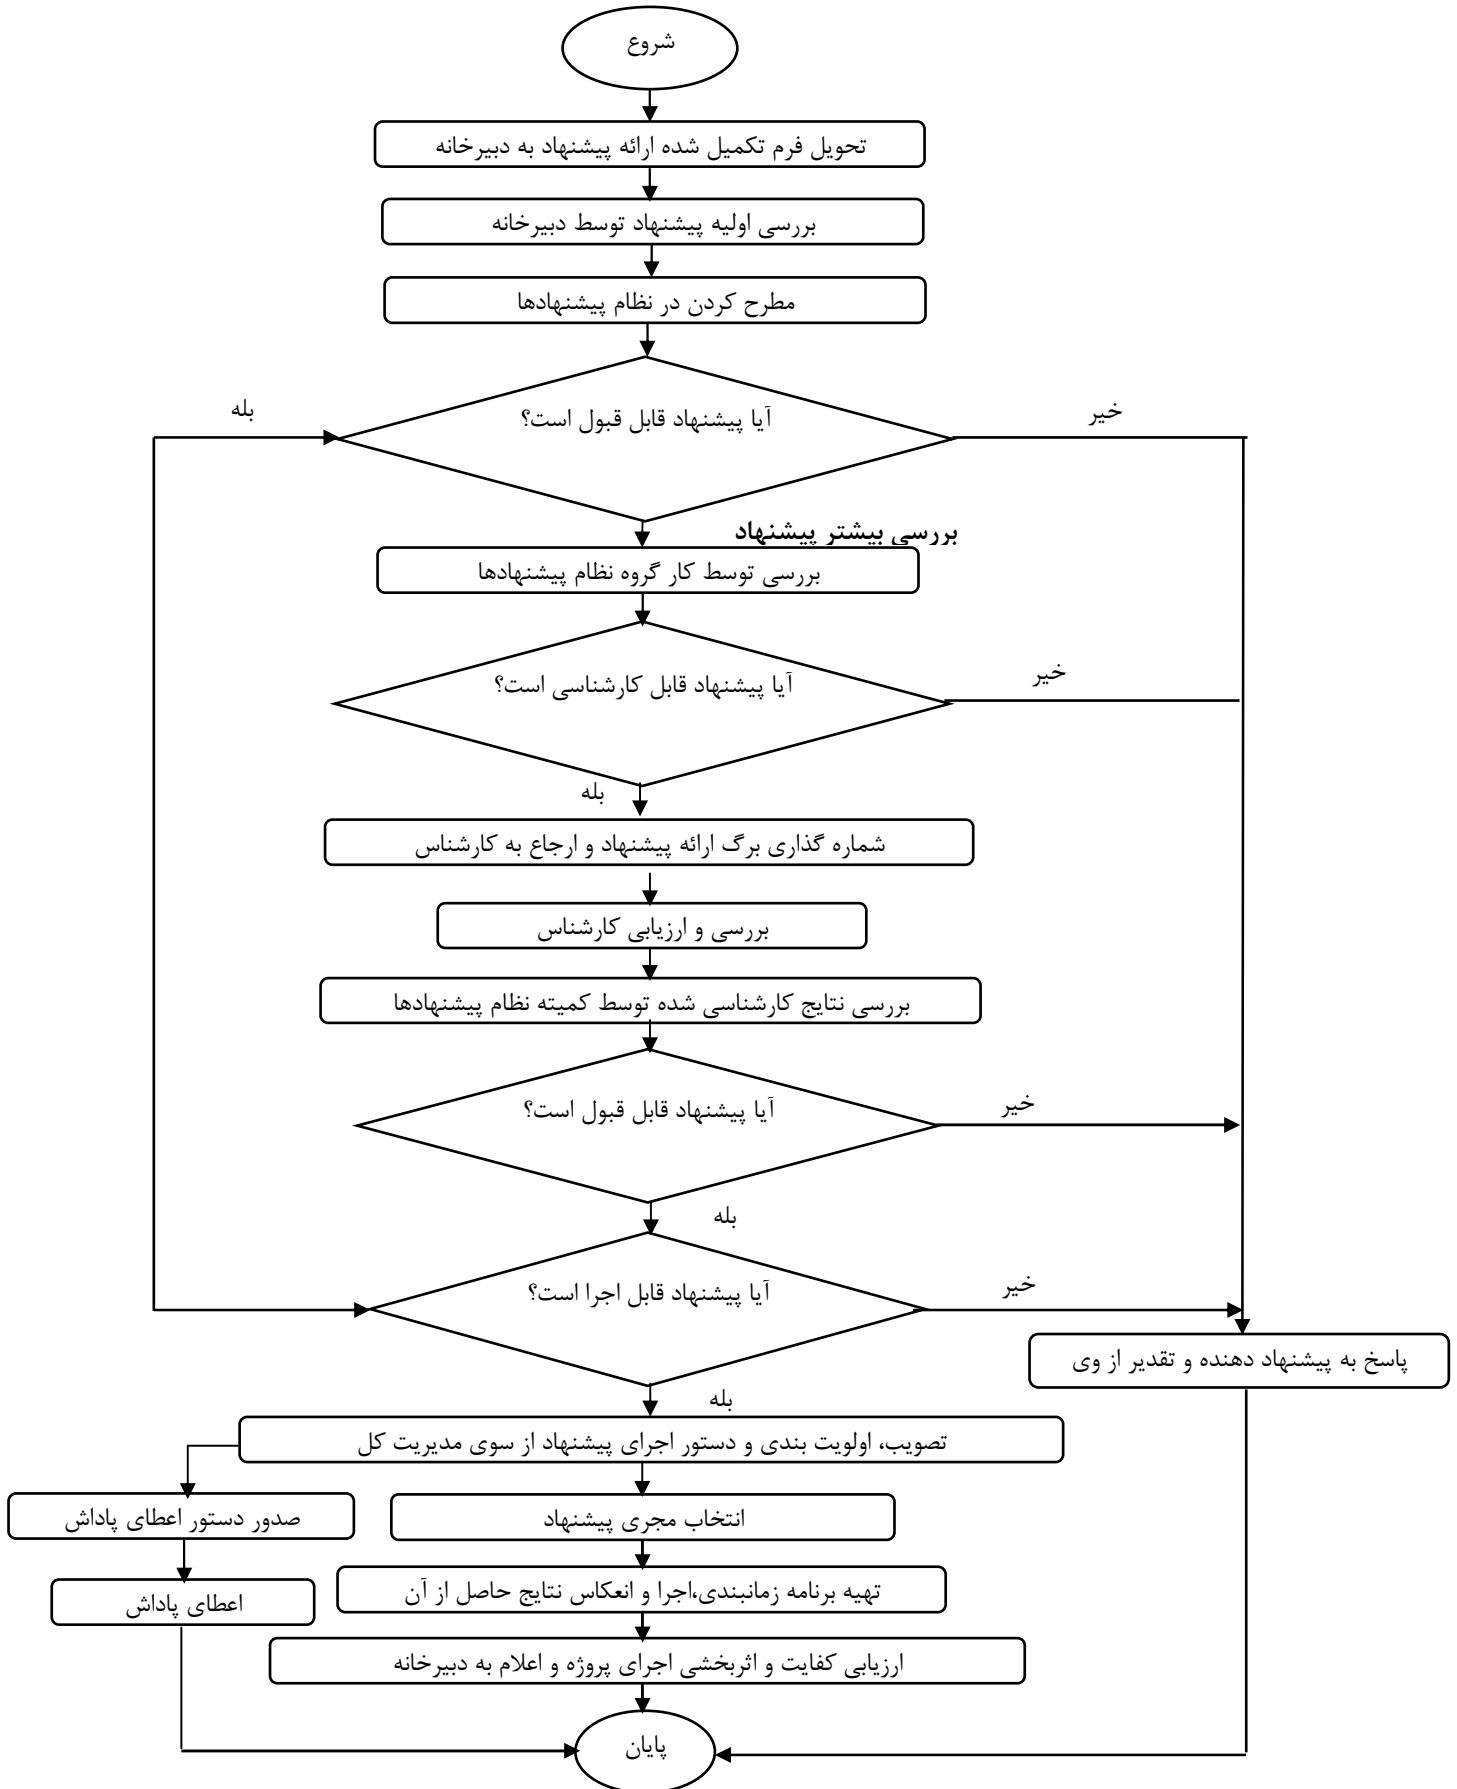 شروع
تحویل فرم تکمیل شده ارائه پیشنهاد به دبیرخانه
بررسی اولیه پیشنهاد توسط دبیرخانه
مطرح کردن در نظام پیشنهادها
آیا پیشنهاد قابل قبول است؟
خیر
بله
بررسی بیشتر پیشنهاد
بررسی توسط کار گروه نظام پیشنهادها
آیا پیشنهاد قابل کارشناسی است؟
خیر
بله
شماره گذاری برگ ارائه پیشنهاد و ارجاع به کارشناس
بررسی و ارزیابی کارشناس
بررسی نتایج کارشناسی شده توسط کمیته نظام پیشنهادها
آیا پیشنهاد قابل قبول است؟
خیر
بله
آیا پیشنهاد قابل اجرا است؟
خیر
پاسخ به پیشنهاد دهنده و تقدیر از وی
بله
تصویب، اولویت بندی و دستور اجرای پیشنهاد از سوی مدیریت کل
انتخاب مجری پیشنهاد
صدور دستور اعطای پاداش
تهیه برنامه زمانبندی،اجرا و انعکاس نتایج حاصل از آن
اعطای پاداش
ارزیابی کفایت و اثربخشی اجرای پروژه و اعلام به دبیرخانه
پایان